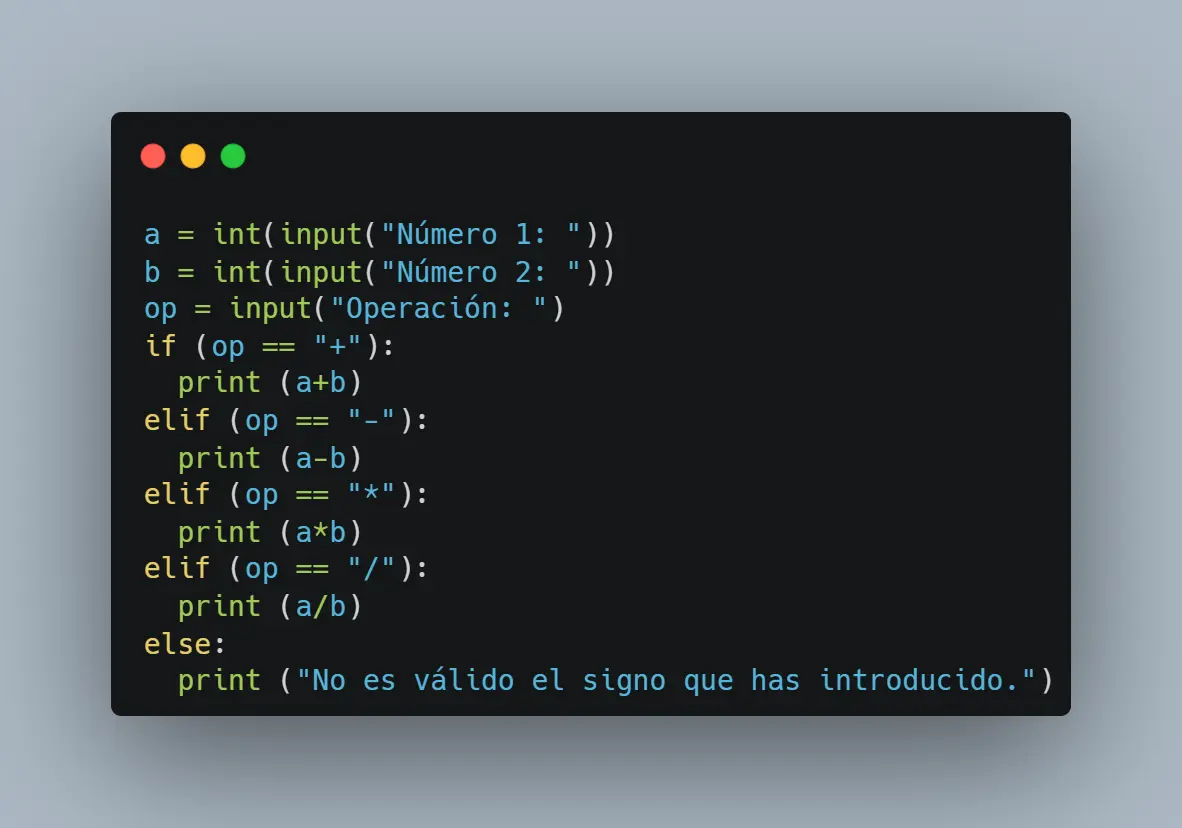 a = int(input("Número 1: "))
b = int(input("Número 2: "))
op = input("Operación: ")
if (op == "+"):
  print (a+b)
elif (op == "-"):
  print (a-b)
elif (op == "*"):
  print (a*b)
elif (op == "/"):
  print (a/b)
else:
  print ("No es válido el signo que has introducido.")